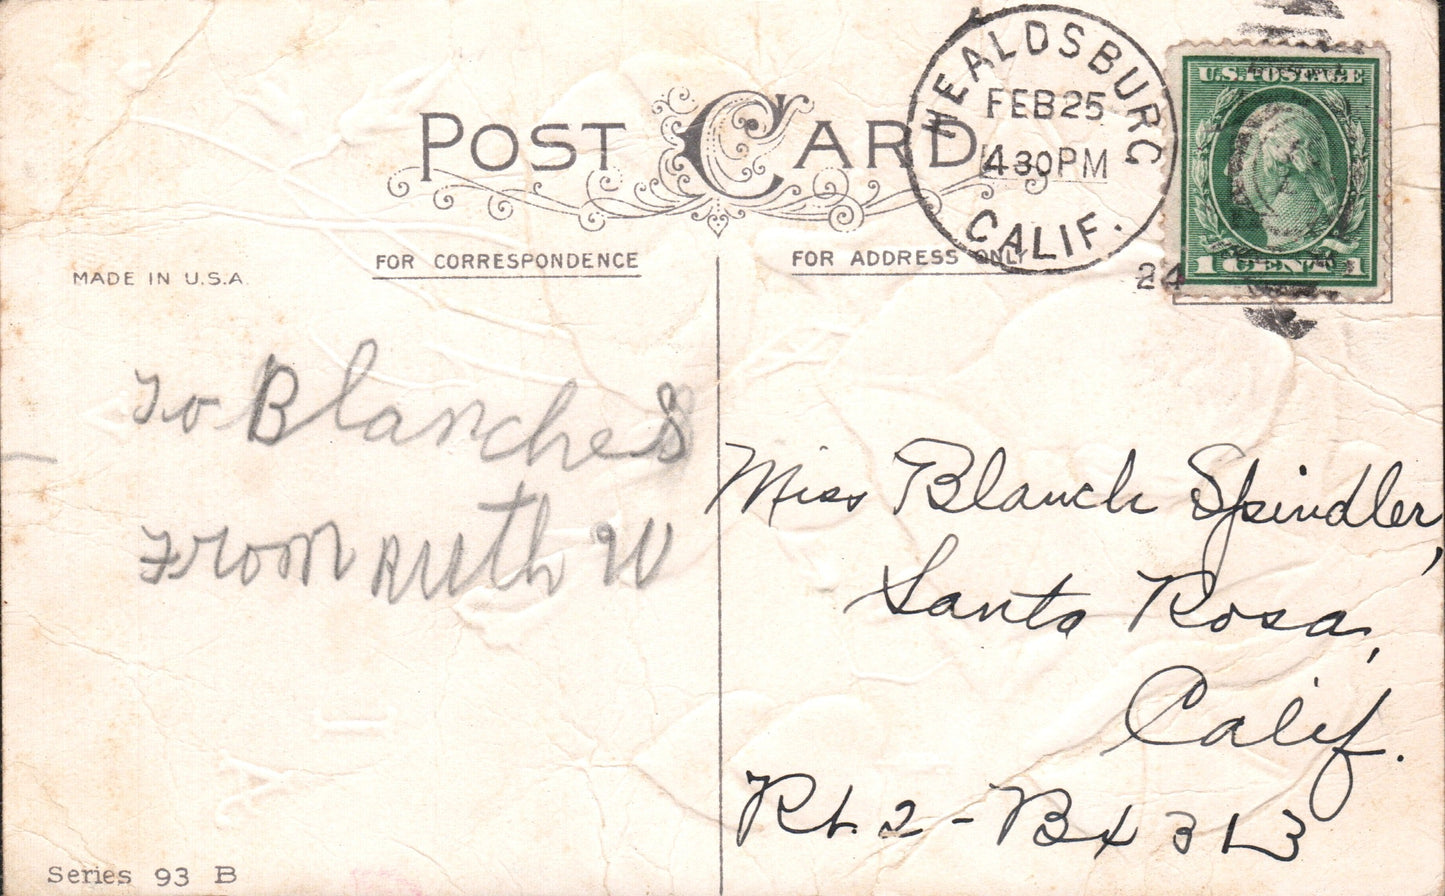 POST CARD
HEALDSBURG
FEB 25
4 30 PM
CALIF.
24
U.S. POSTAGE
1 CENT 1
FOR CORRESPONDENCE
FOR ADDRESS ONLY
MADE IN U.S.A.
To Blanche S
From Ruth W
Miss Blanch Spindler,
Santa Rosa,
Calif.
Rt. 2 - Bx 313
Series 93 B